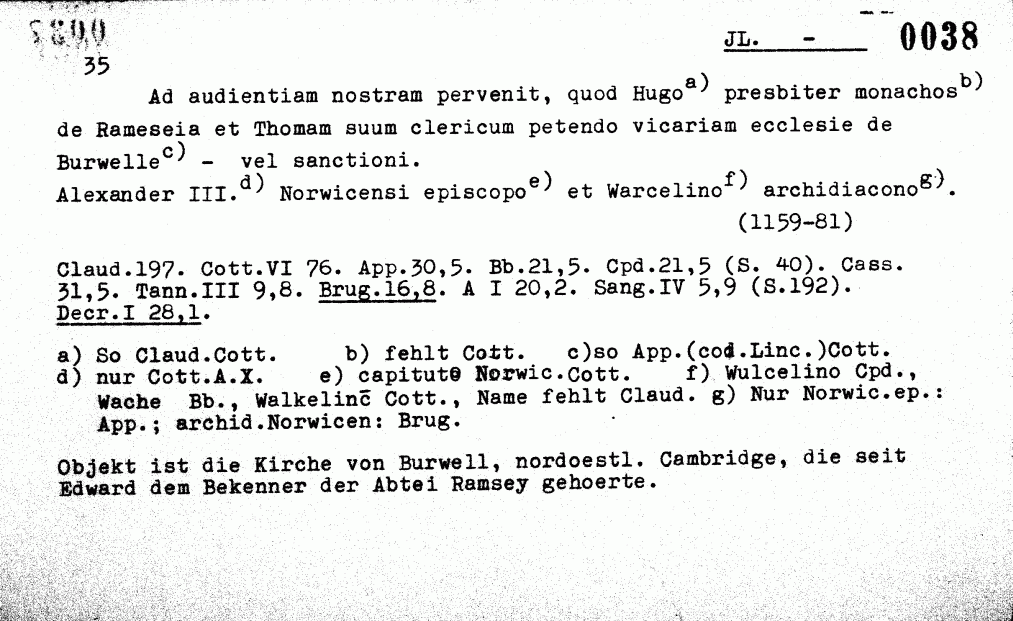 JL. - 0038
35
Ad audientiam nostram pervenit, quod Hugo a) presbiter monachos b)
de Rameseia et Thomam suum clericum petendo vicariam ecclesie de
Burwelle c) - vel sanctioni.
Alexander III. d) Norwicensi episcopo e) et Warcelino f) archidiacono g).
(1159-81)
Claud.197. Cott.VI 76. App.30,5. Bb.21,5. Cpd.21,5 (S. 40). Cass.
31,5. Tann.III 9,8. Brug.16,8. A I 20,2. Sang.IV 5,9 (S.192).
Decr.I 28,1.
a) So Claud.Cott. b) fehlt Cott. c)so App.(cod.Linc.)Cott.
d) nur Cott.A.X. e) capitute Norwic.Cott. f) Wulcelino Cpd.,
Wache Bb., Walkelinc̄ Cott., Name fehlt Claud. g) Nur Norwic.ep.:
App.; archid.Norwicen: Brug.
Objekt ist die Kirche von Burwell, nordoestl. Cambridge, die seit
Edward dem Bekenner der Abtei Ramsey gehoerte.